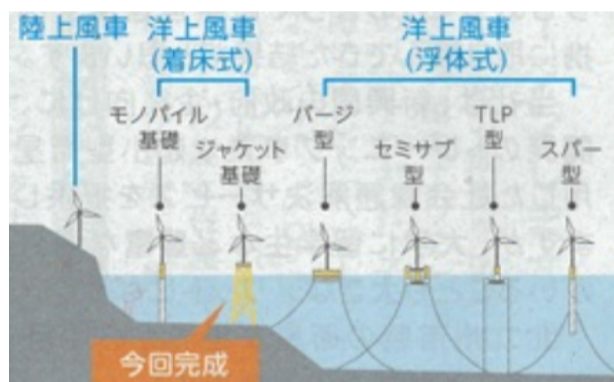 陸上風車
洋上風車
(着床式)
洋上風車
(浮体式)
モノパイル
基礎
ジャケット
基礎
バージ
型
セミサブ
型
TLP
型
スパー
型
今回完成